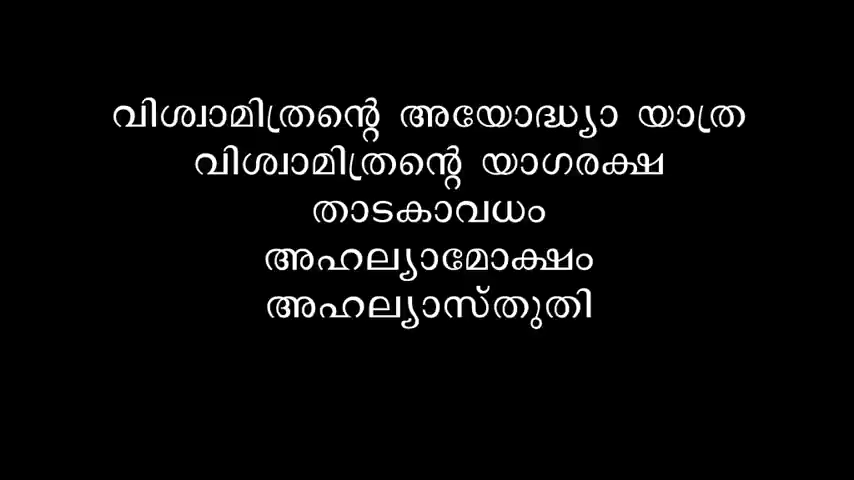 വിശ്വാമിത്രന്റെ അയോദ്ധ്യാ യാത്ര
വിശ്വാമിത്രന്റെ യാഗരക്ഷ
താടകാവധം
അഹല്യാമോക്ഷം
അഹല്യാസ്തുതി